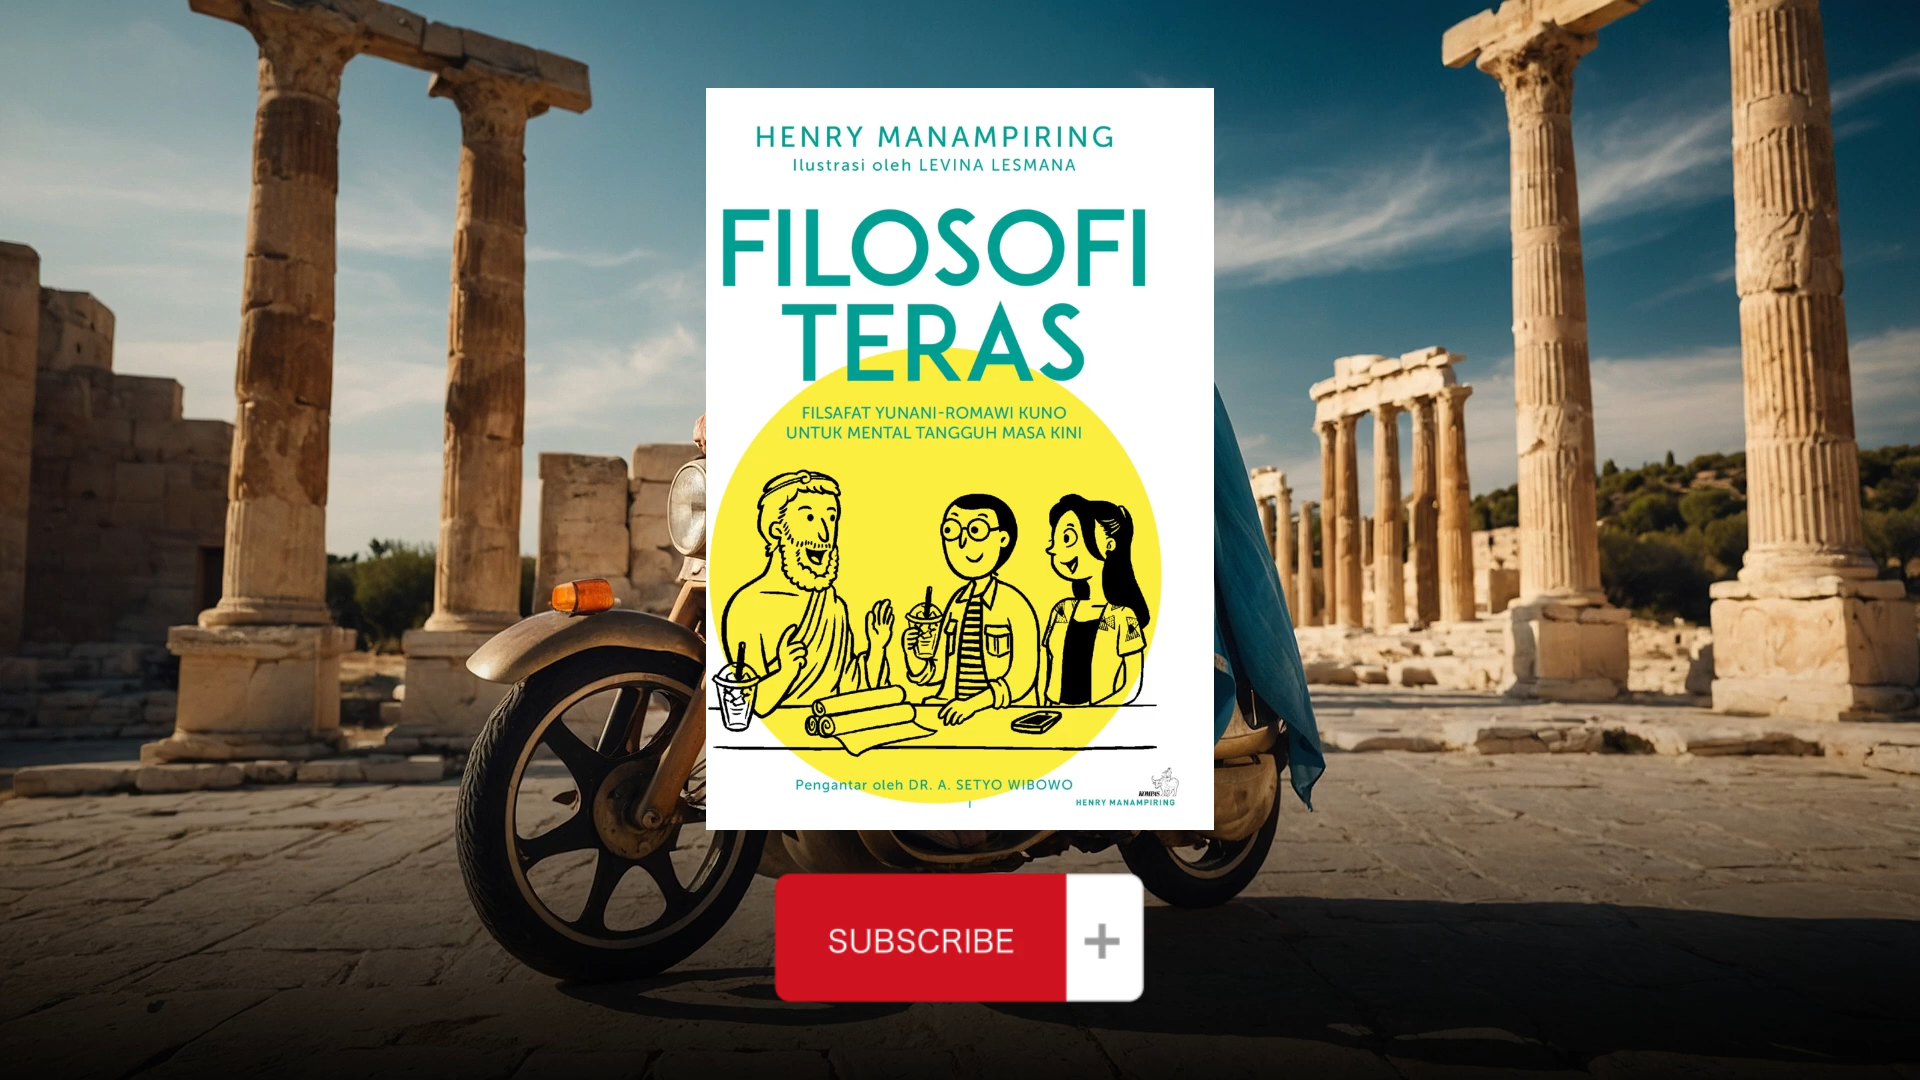 HENRY MANAMPIRING
Ilustrasi oleh LEVINA LESMANA
FILOSOFI
TERAS
FILSAFAT YUNANI-ROMAWI KUNO
UNTUK MENTAL TANGGUH MASA KINI
Pengantar oleh DR. A. SETYO WIBOWO
KOMPAS
HENRY MANAMPIRING
SUBSCRIBE +